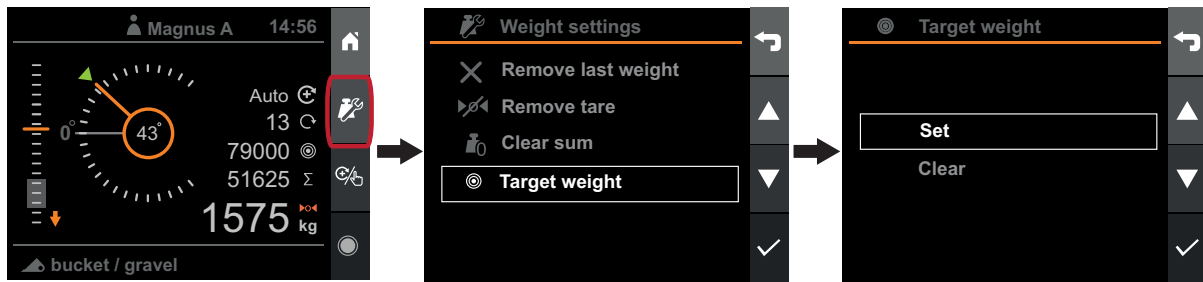 Magnus A 14:56
Auto
13
0° 43°
79000
51625 Σ
1575 kg
bucket / gravel
Weight settings
Remove last weight
Remove tare
0 Clear sum
Target weight
Target weight
Set
Clear